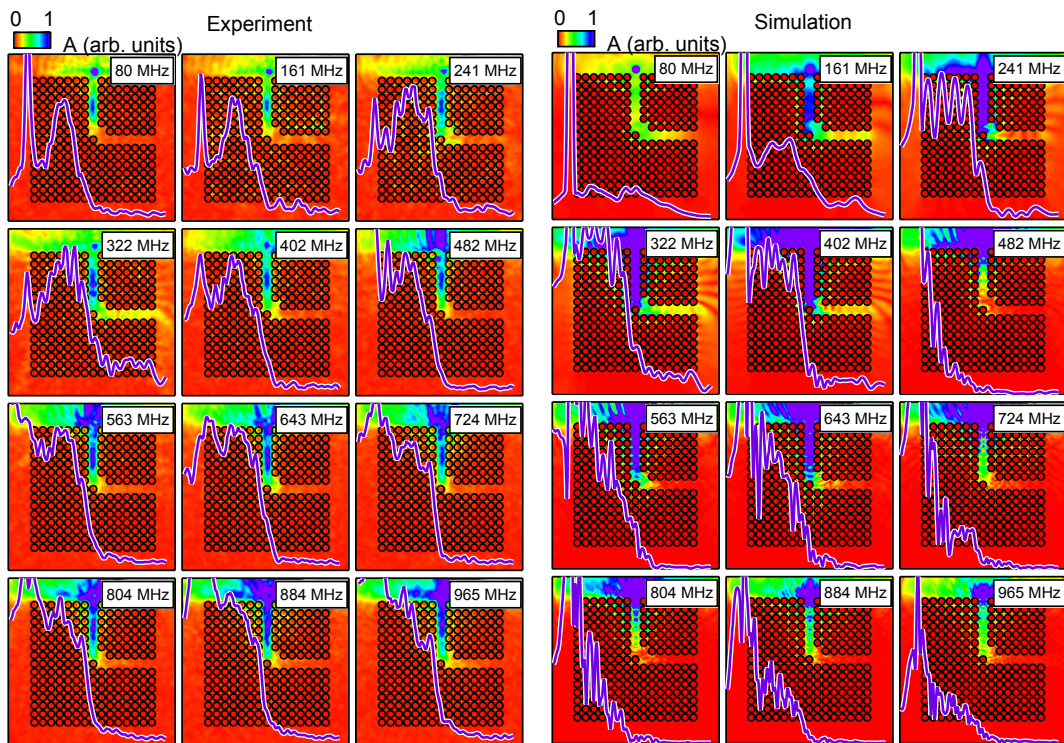 0 1
Experiment
A (arb. units)
80 MHz
161 MHz
241 MHz
322 MHz
402 MHz
482 MHz
563 MHz
643 MHz
724 MHz
804 MHz
884 MHz
965 MHz
0 1
Simulation
A (arb. units)
80 MHz
161 MHz
241 MHz
322 MHz
402 MHz
482 MHz
563 MHz
643 MHz
724 MHz
804 MHz
884 MHz
965 MHz